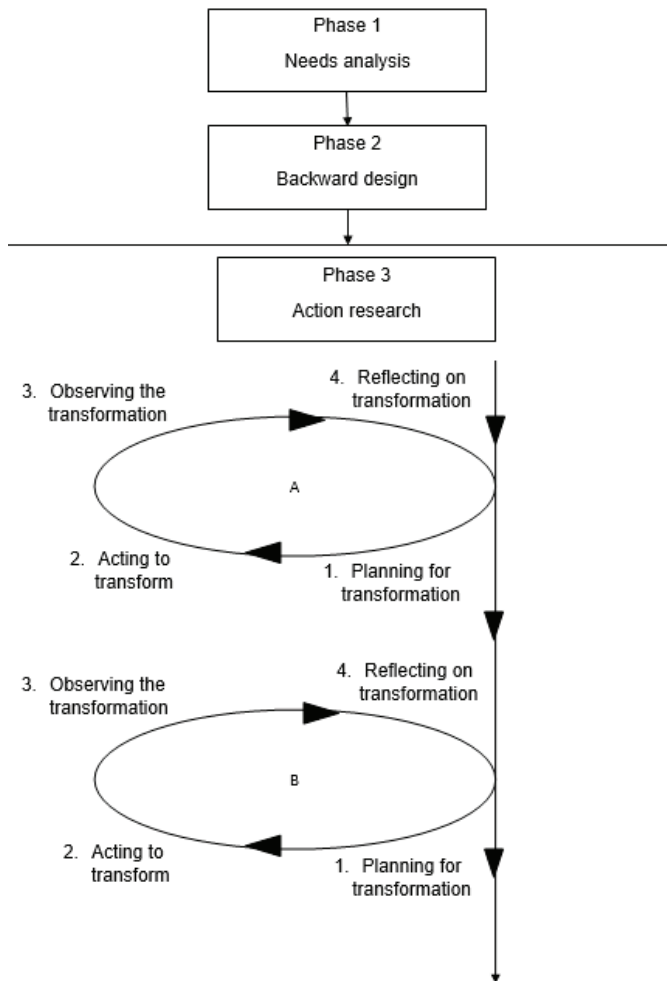 Phase 1
Needs analysis
Phase 2
Backward design
Phase 3
Action research
3. Observing the
transformation
4. Reflecting on
transformation
A
2. Acting to
transform
1. Planning for
transformation
3. Observing the
transformation
4. Reflecting on
transformation
B
2. Acting to
transform
1. Planning for
transformation